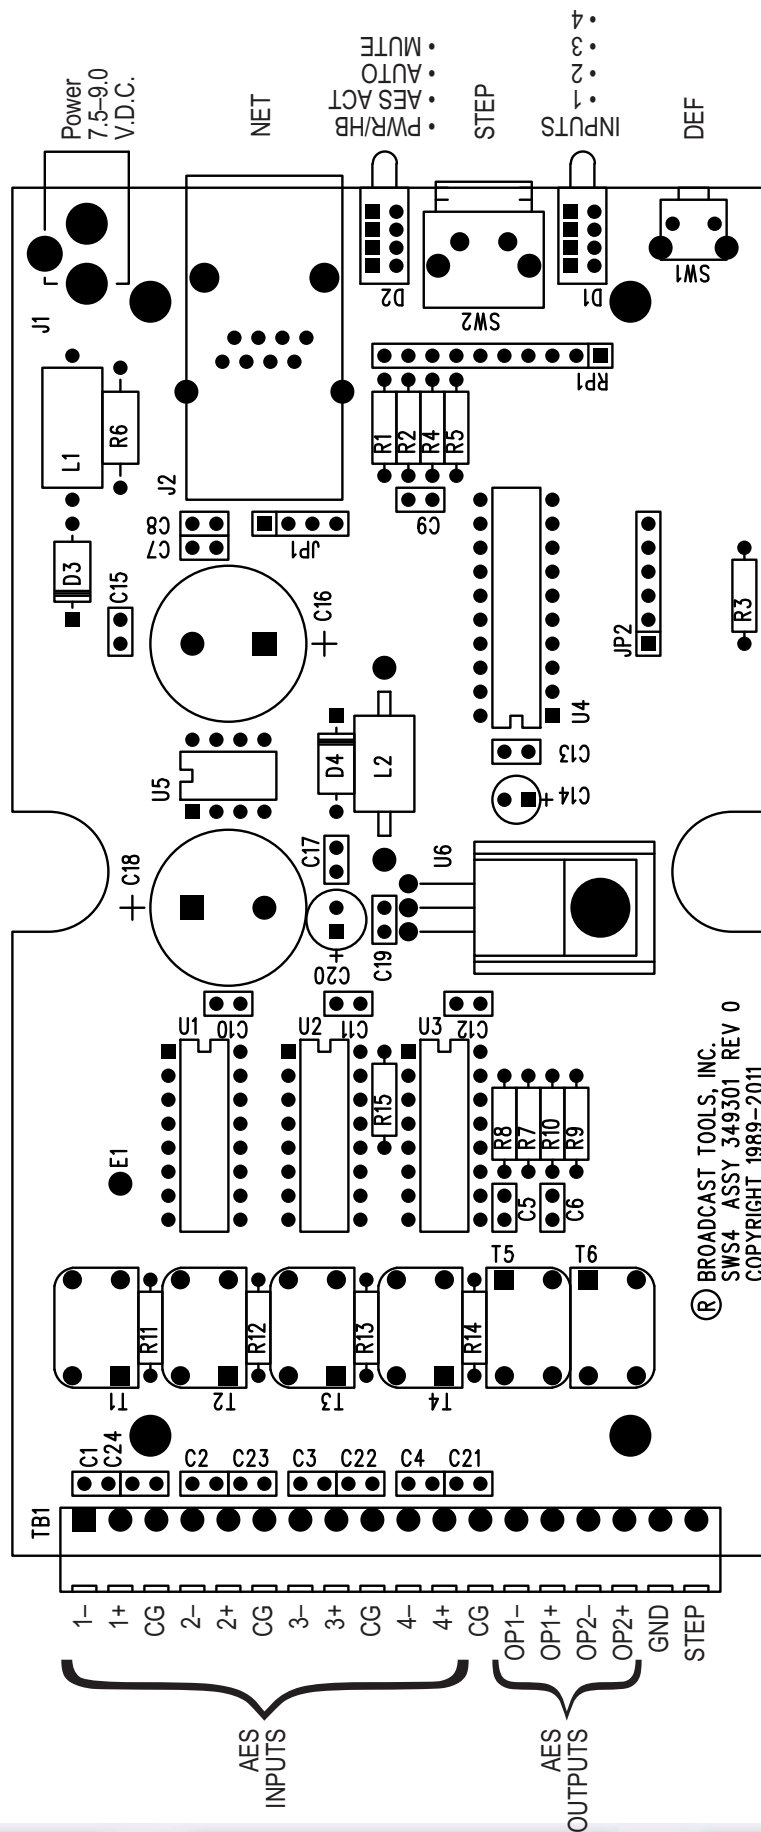 Power
7.5–9.0
V.D.C.
NET
• PWR/HB
• AES ACT
• AUTO
• MUTE
STEP
INPUTS
• 1
• 2
• 3
• 4
DEF
J1
L1
R6
J2
D2
SW2
D1
SW1
RP1
R1
R2
R4
R5
C9
D3
C15
C8
C7
JP1
C16
U4
JP2
R3
U5
D4
L2
C13
C14
+
+
C18
+
C17
C20
+
C19
U6
U1
C10
U2
C11
U3
C12
R15
E1
R8
R7
R10
R9
C5
C6
® BROADCAST TOOLS, INC.
SWS4 ASSY 349301 REV 0
COPYRIGHT 1989-2011
T1
R11
T2
R12
T3
R13
T4
R14
T5
T6
C1
C24
C2
C23
C3
C22
C4
C21
TB1
1–
1+
CG
2–
2+
CG
3–
3+
CG
4–
4+
CG
OP1–
OP1+
OP2–
OP2+
GND
STEP
AES
INPUTS
AES
OUTPUTS